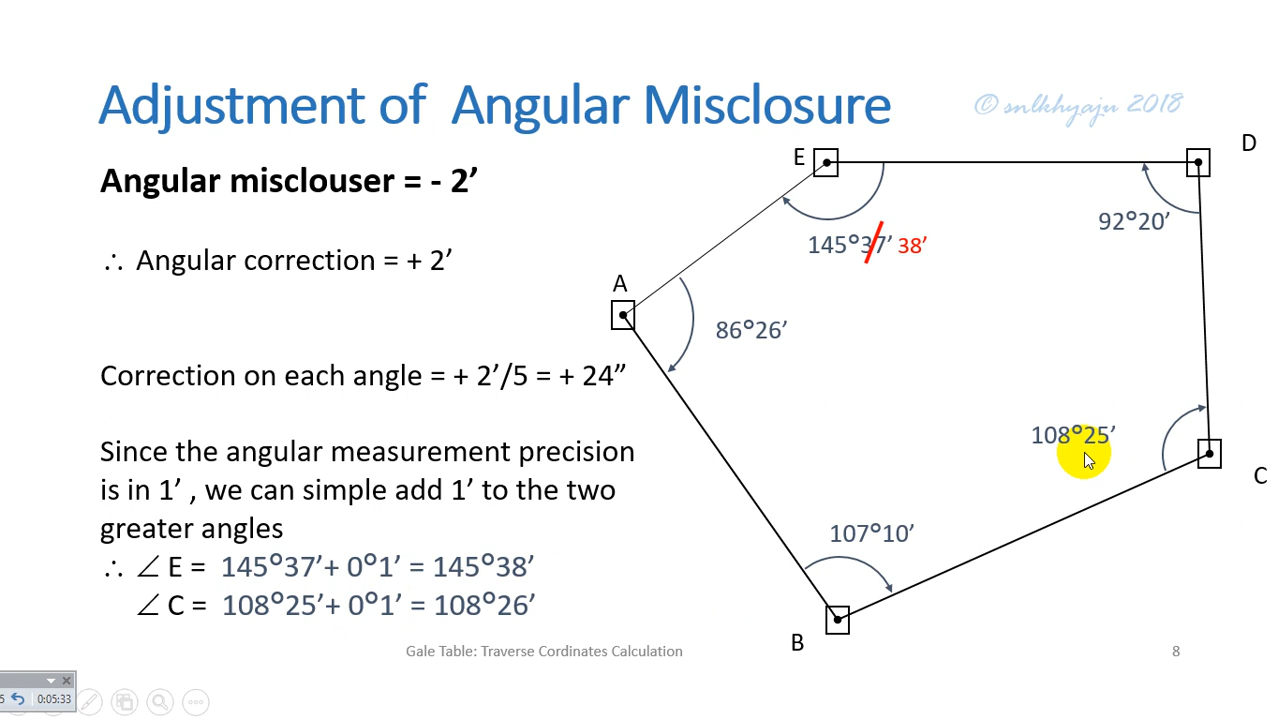 Adjustment of Angular Misclosure
© snlkhyaju 2018
Angular misclouser = - 2’
∴ Angular correction = + 2’
Correction on each angle = + 2’/5 = + 24”
Since the angular measurement precision
is in 1’ , we can simple add 1’ to the two
greater angles
∴ ∠ E = 145°37’+ 0°1’ = 145°38’
∠ C = 108°25’+ 0°1’ = 108°26’
E
D
92°20’
145°37’ 38’
A
86°26’
108°25’
C
107°10’
B
Gale Table: Traverse Cordinates Calculation
8
5
0:05:33